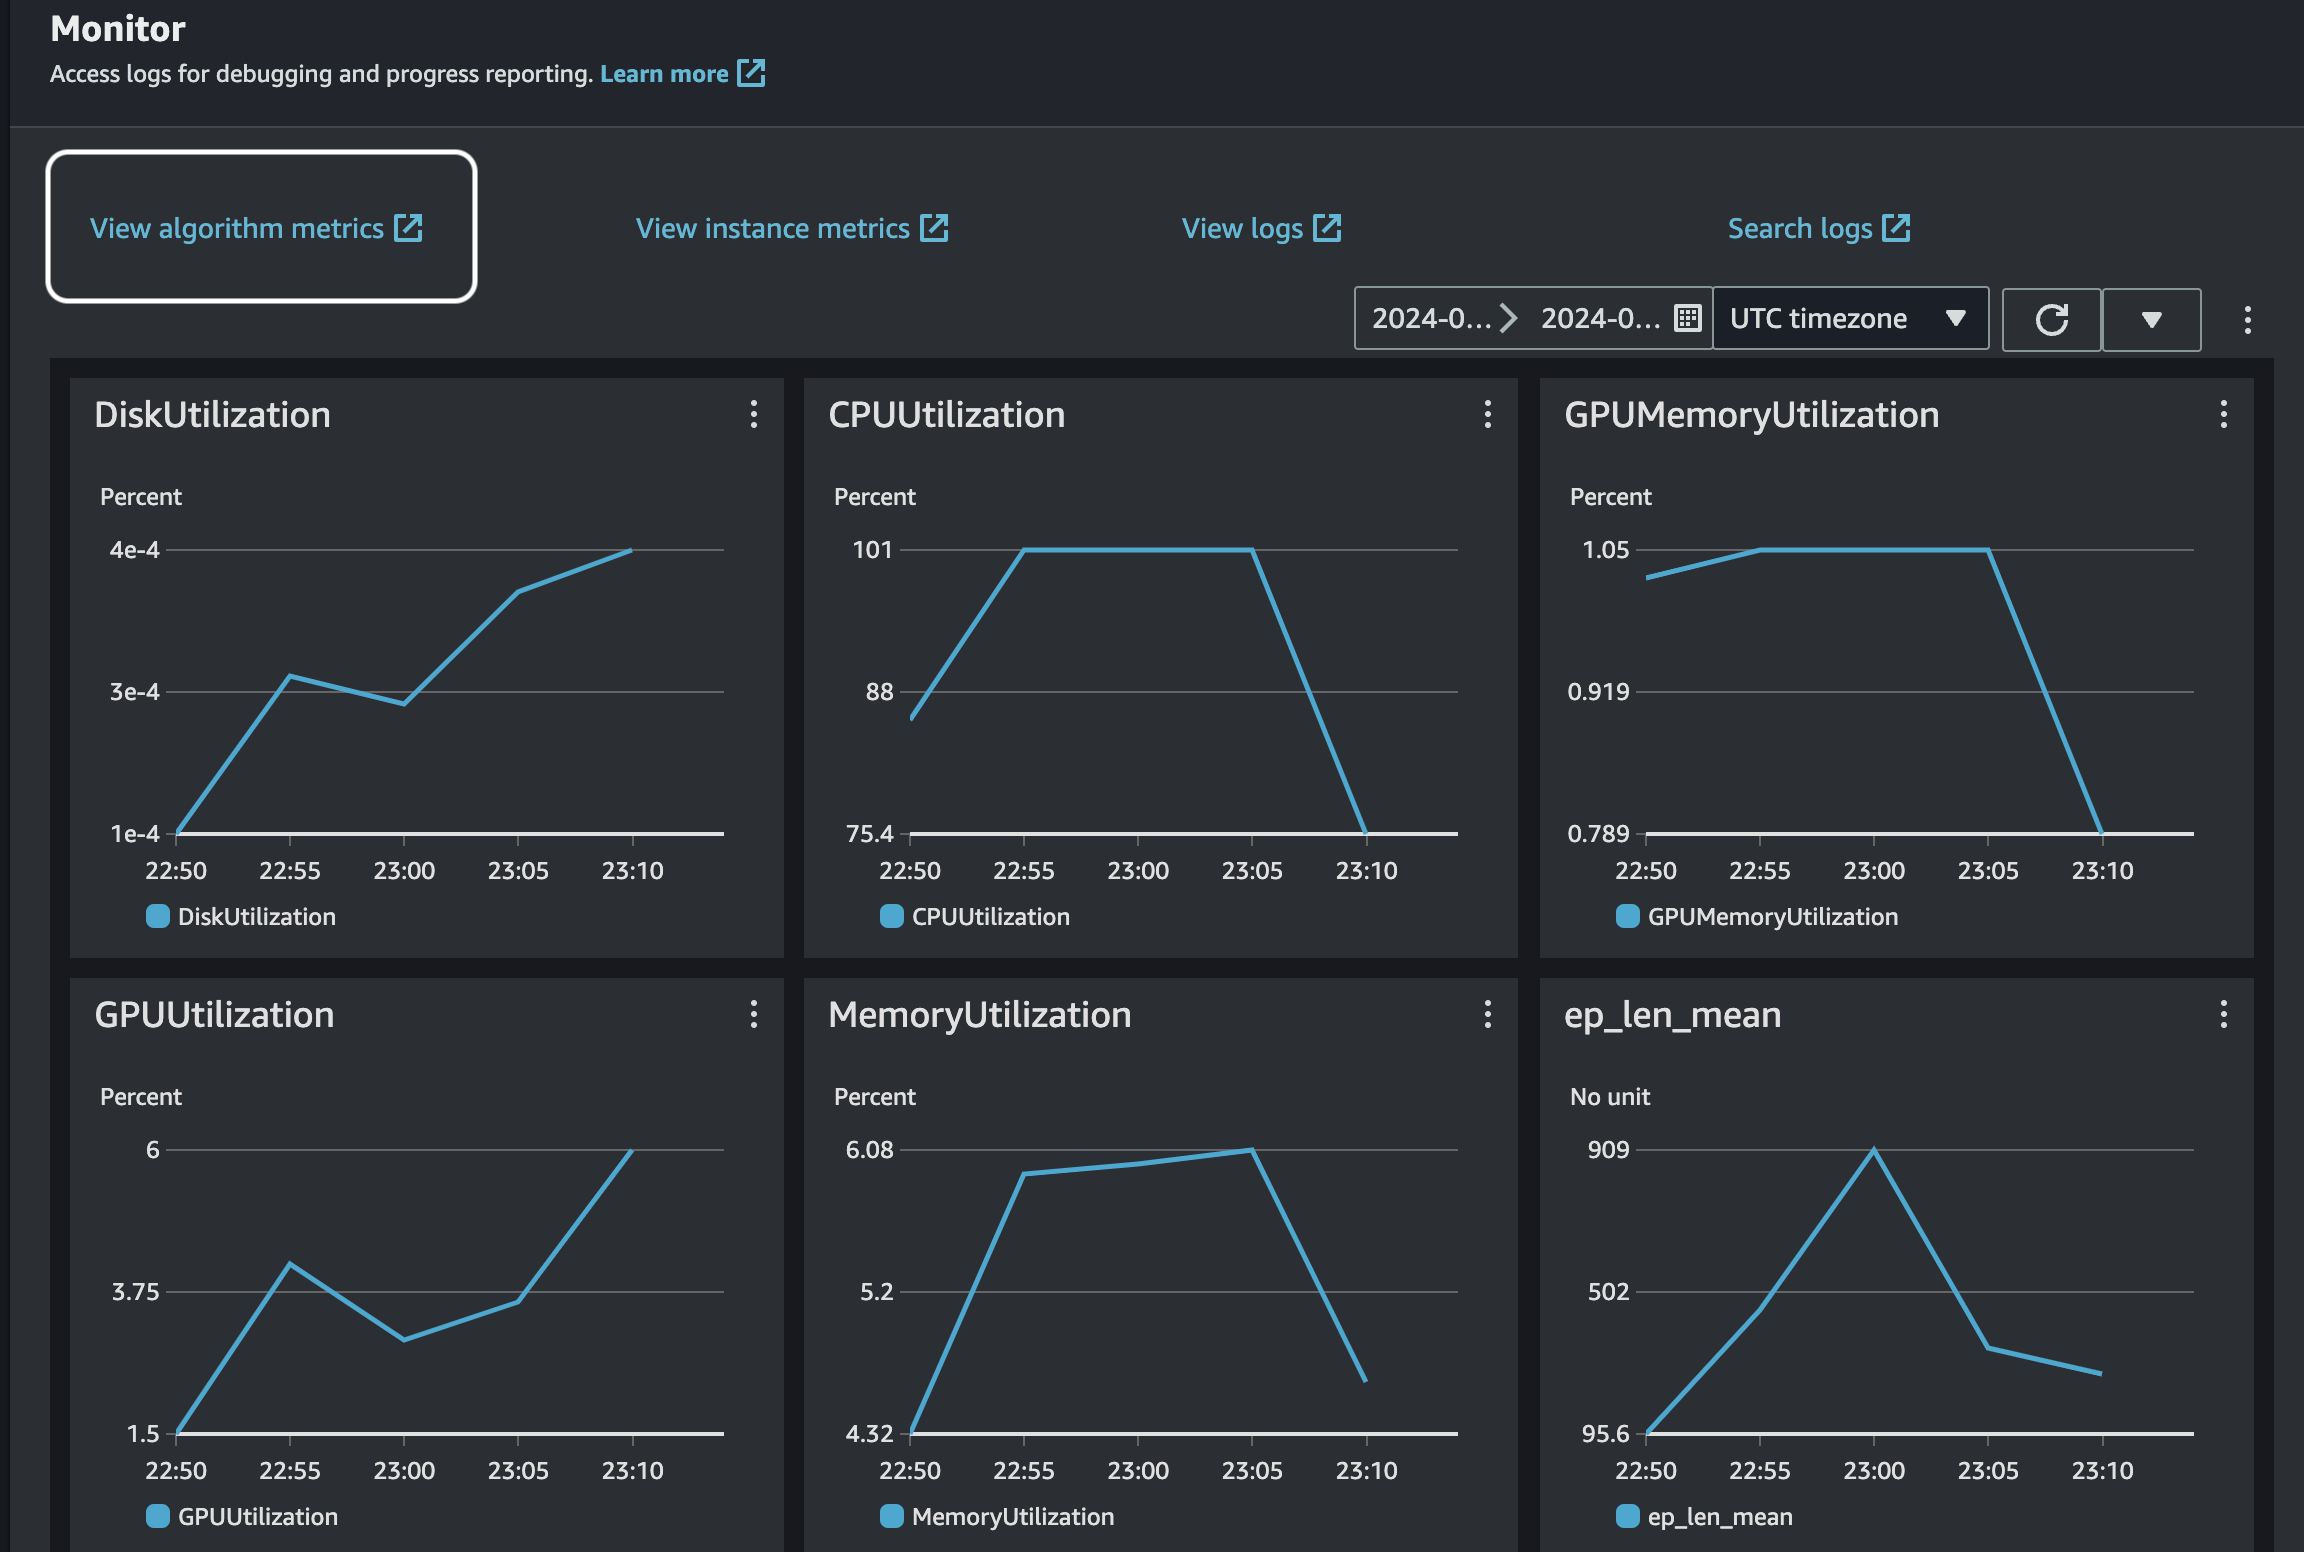 Monitor
Access logs for debugging and progress reporting. Learn more
View algorithm metrics
View instance metrics
View logs
Search logs
2024-0...
2024-0...
UTC timezone
DiskUtilization
Percent
4e-4
3e-4
1e-4
22:50 22:55 23:00 23:05 23:10
DiskUtilization
CPUUtilization
Percent
101
88
75.4
22:50 22:55 23:00 23:05 23:10
CPUUtilization
GPUMemoryUtilization
Percent
1.05
0.919
0.789
22:50 22:55 23:00 23:05 23:10
GPUMemoryUtilization
GPUUtilization
Percent
6
3.75
1.5
22:50 22:55 23:00 23:05 23:10
GPUUtilization
MemoryUtilization
Percent
6.08
5.2
4.32
22:50 22:55 23:00 23:05 23:10
MemoryUtilization
ep_len_mean
No unit
909
502
95.6
22:50 22:55 23:00 23:05 23:10
ep_len_mean